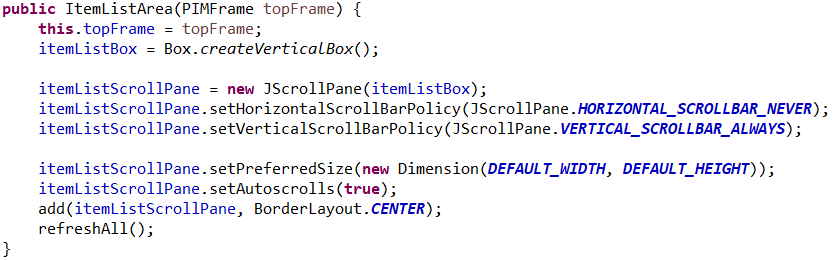 public ItemListArea(PIMFrame topFrame) {
    this.topFrame = topFrame;
    itemListBox = Box.createVerticalBox();

    itemListScrollPane = new JScrollPane(itemListBox);
    itemListScrollPane.setHorizontalScrollBarPolicy(JScrollPane.HORIZONTAL_SCROLLBAR_NEVER);
    itemListScrollPane.setVerticalScrollBarPolicy(JScrollPane.VERTICAL_SCROLLBAR_ALWAYS);

    itemListScrollPane.setPreferredSize(new Dimension(DEFAULT_WIDTH, DEFAULT_HEIGHT));
    itemListScrollPane.setAutoscrolls(true);
    add(itemListScrollPane, BorderLayout.CENTER);
    refreshAll();
}